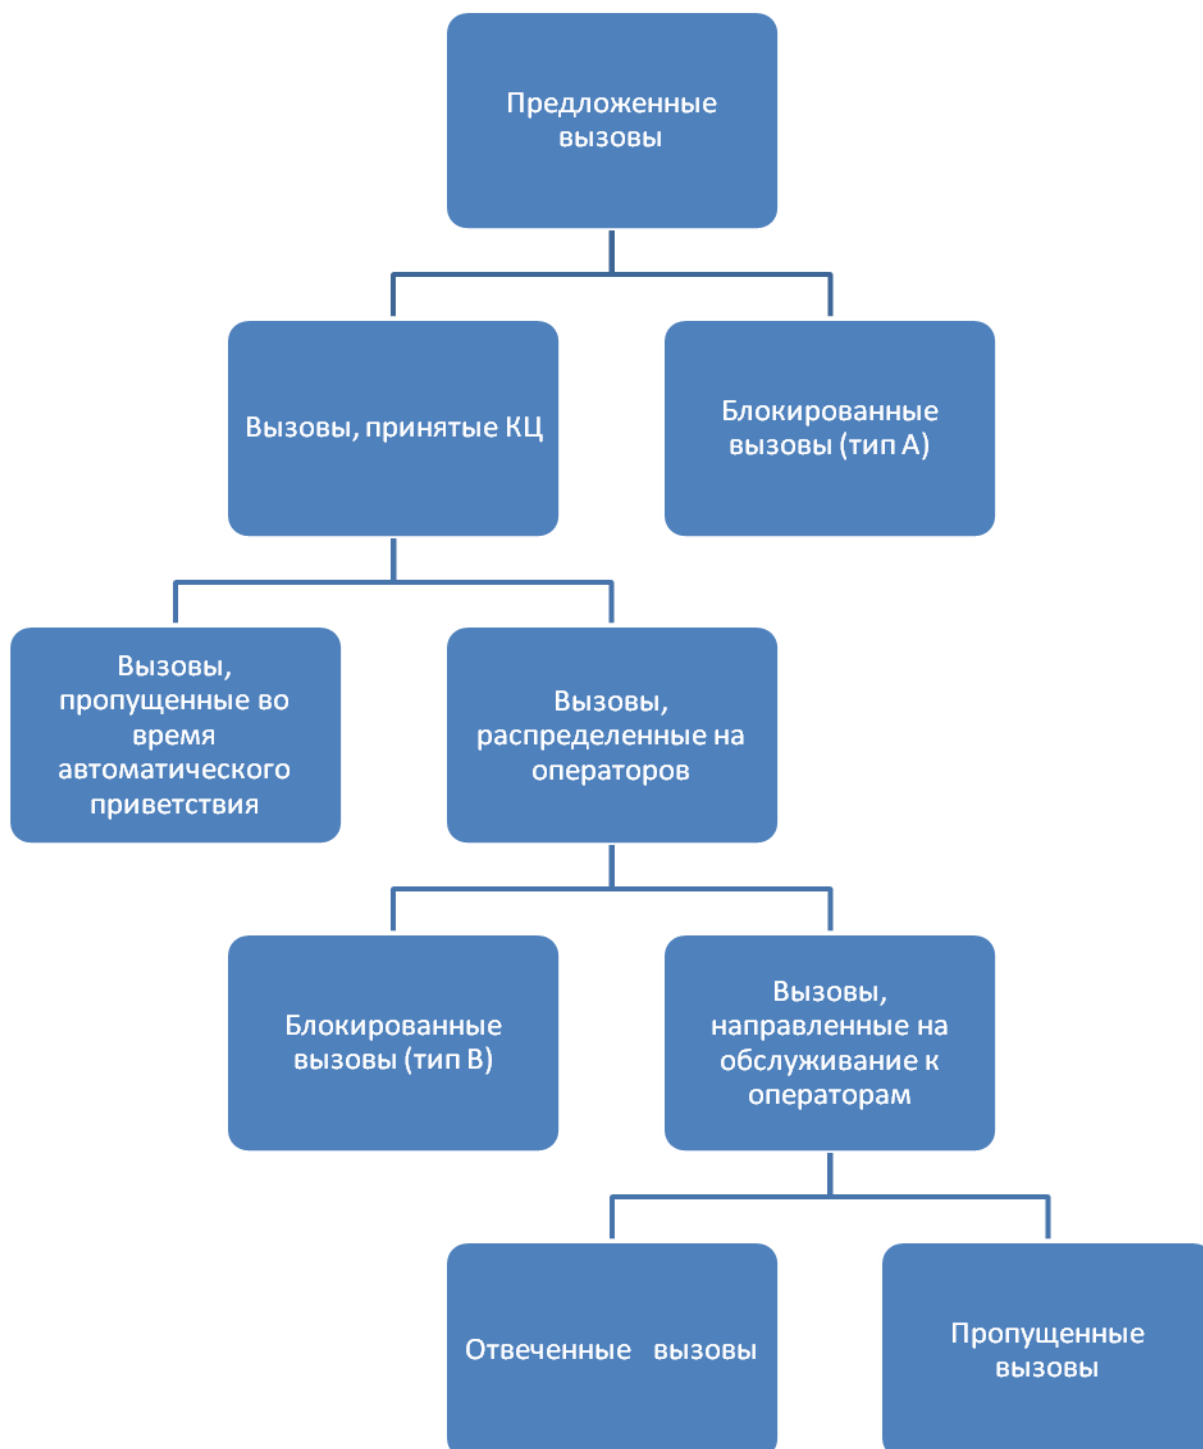 Предложенные
вызовы
Вызовы, принятые КЦ
Блокированные
вызовы (тип А)
Вызовы,
пропущенные во
время
автоматического
приветствия
Вызовы,
распределенные на
операторов
Блокированные
вызовы (тип В)
Вызовы,
направленные на
обслуживание к
операторам
Отвеченные вызовы
Пропущенные
вызовы